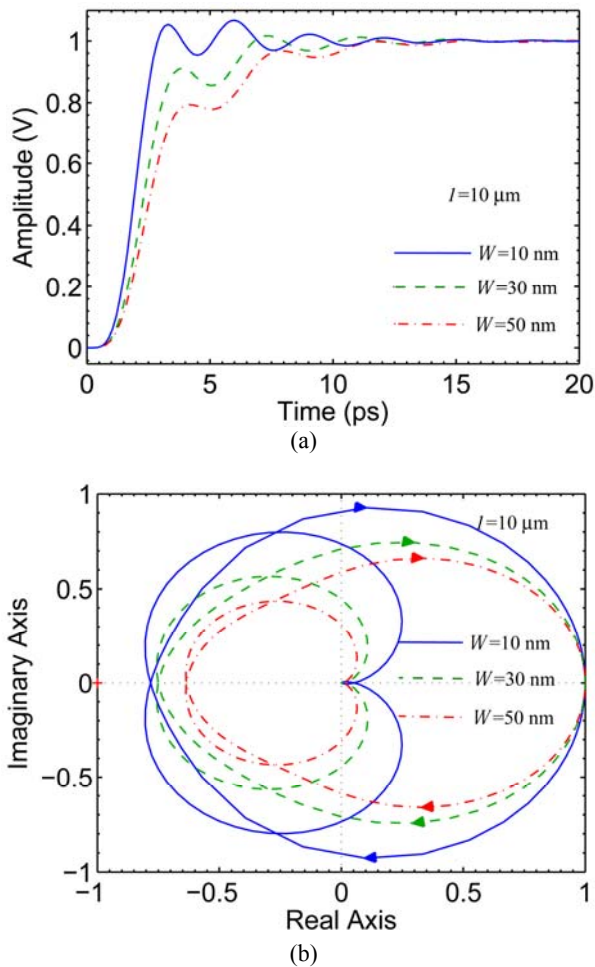 1
0.8
0.6
0.4
0.2
0
Amplitude (V)
l=10 μm
W=10 nm
W=30 nm
W=50 nm
0 5 10 15 20
Time (ps)
(a)
1
0.5
0
−0.5
−1
Imaginary Axis
l=10 μm
W=10 nm
W=30 nm
W=50 nm
−1 −0.5 0 0.5 1
Real Axis
(b)